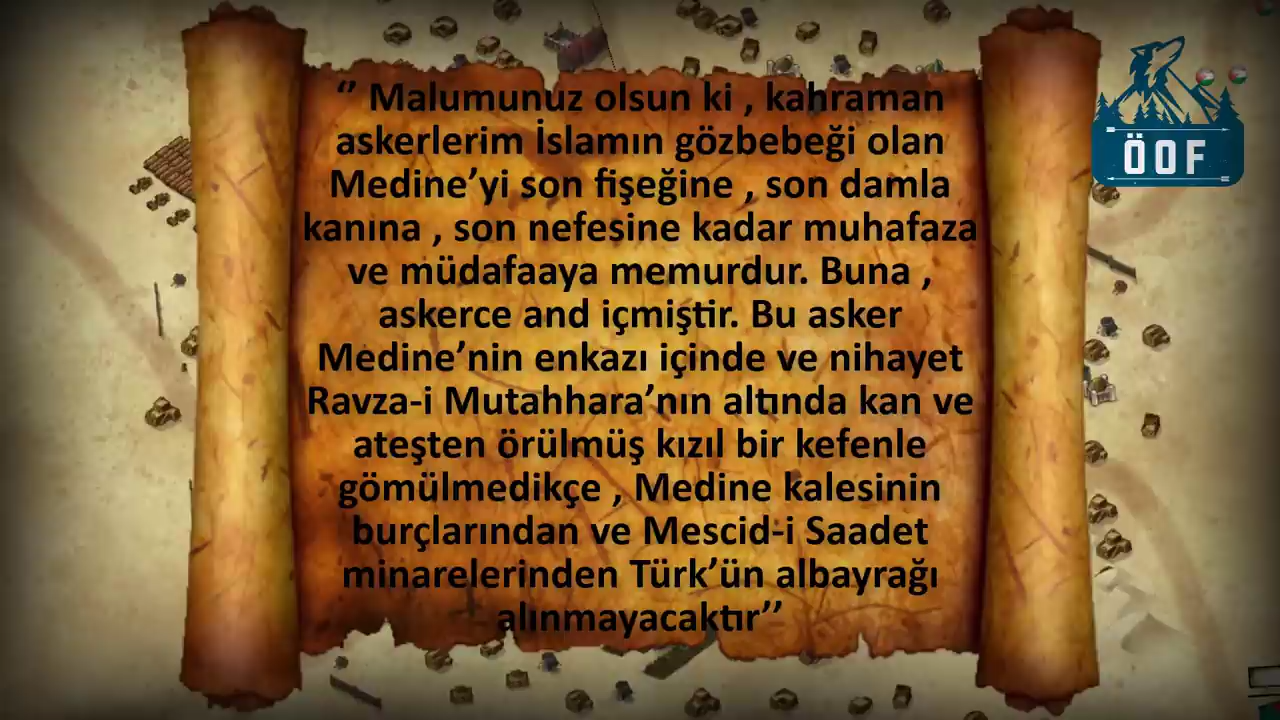 ‘’ Malumunuz olsun ki , kahraman
askerlerim İslamın gözbebeği olan
Medine’yi son fişeğine , son damla
kanına , son nefesine kadar muhafaza
ve müdafaaya memurdur. Buna ,
askerce and içmiştir. Bu asker
Medine’nin enkazı içinde ve nihayet
Ravza-i Mutahhara’nın altında kan ve
ateşten örülmüş kızıl bir kefenle
gömülmedikçe , Medine kalesinin
burçlarından ve Mescid-i Saadet
minarelerinden Türk’ün albayrağı
alınmayacaktır’’
ÖOF